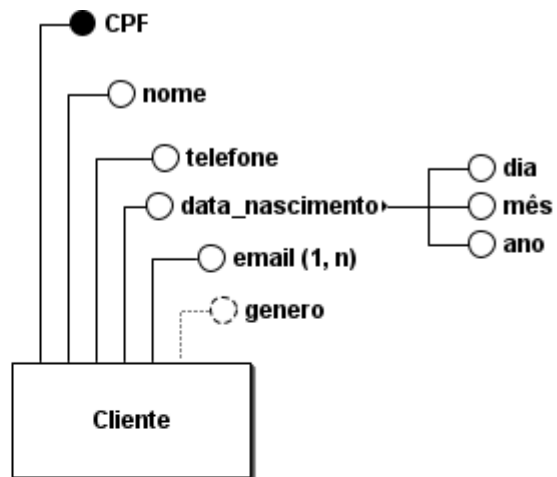 CPF
nome
telefone
data_nascimento
dia
mês
ano
email (1, n)
genero
Cliente